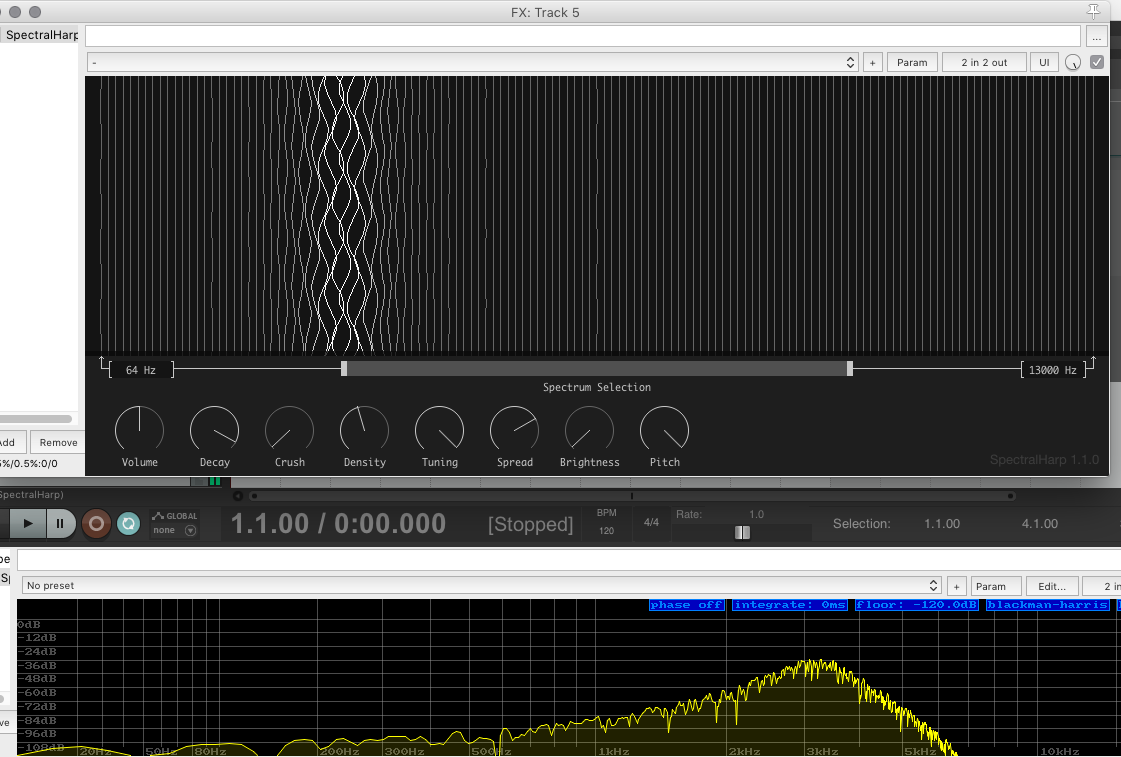 FX: Track 5
SpectralHarp
...
-
+
Param
2 in 2 out
UI
64 Hz
13000 Hz
Spectrum Selection
Volume
Decay
Crush
Density
Tuning
Spread
Brightness
Pitch
SpectralHarp 1.1.0
Remove
5%/0.5%:0/0
SpectralHarp)
GLOBAL
none
1.1.00 / 0:00.000
[Stopped]
BPM
120
4/4
Rate:
1.0
Selection:
1.1.00
4.1.00
No preset
+
Param
Edit...
2 in
phase off
integrate: 0ms
floor: -120.0dB
blackman-harris
0dB
-12dB
-24dB
-36dB
-48dB
-60dB
-72dB
-84dB
-96dB
-108dB
20Hz
50Hz
80Hz
200Hz
300Hz
500Hz
1kHz
2kHz
3kHz
5kHz
10kHz